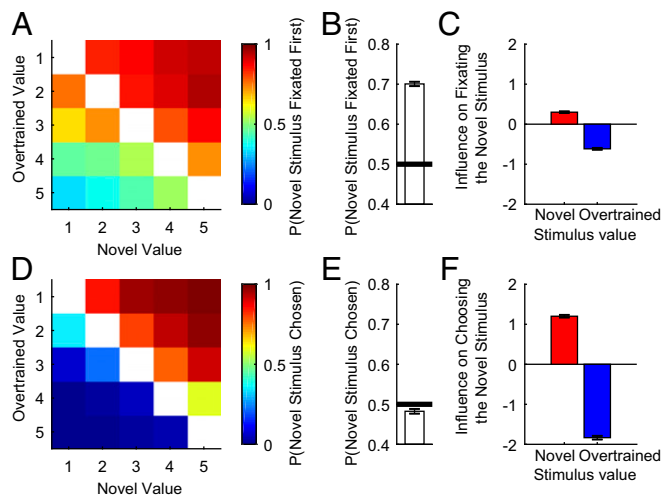 A
Overtrained Value
1
2
3
4
5
1 2 3 4 5
Novel Value
1
0.5
0
P(Novel Stimulus Fixated First)
B
P(Novel Stimulus Fixated First)
0.8
0.7
0.6
0.5
0.4
C
Influence on Fixating
the Novel Stimulus
2
1
0
-1
-2
Novel Overtrained
Stimulus value
D
Overtrained Value
1
2
3
4
5
1 2 3 4 5
Novel Value
1
0.5
0
P(Novel Stimulus Chosen)
E
P(Novel Stimulus Chosen)
0.8
0.7
0.6
0.5
0.4
F
Influence on Choosing
the Novel Stimulus
2
1
0
-1
-2
Novel Overtrained
Stimulus value